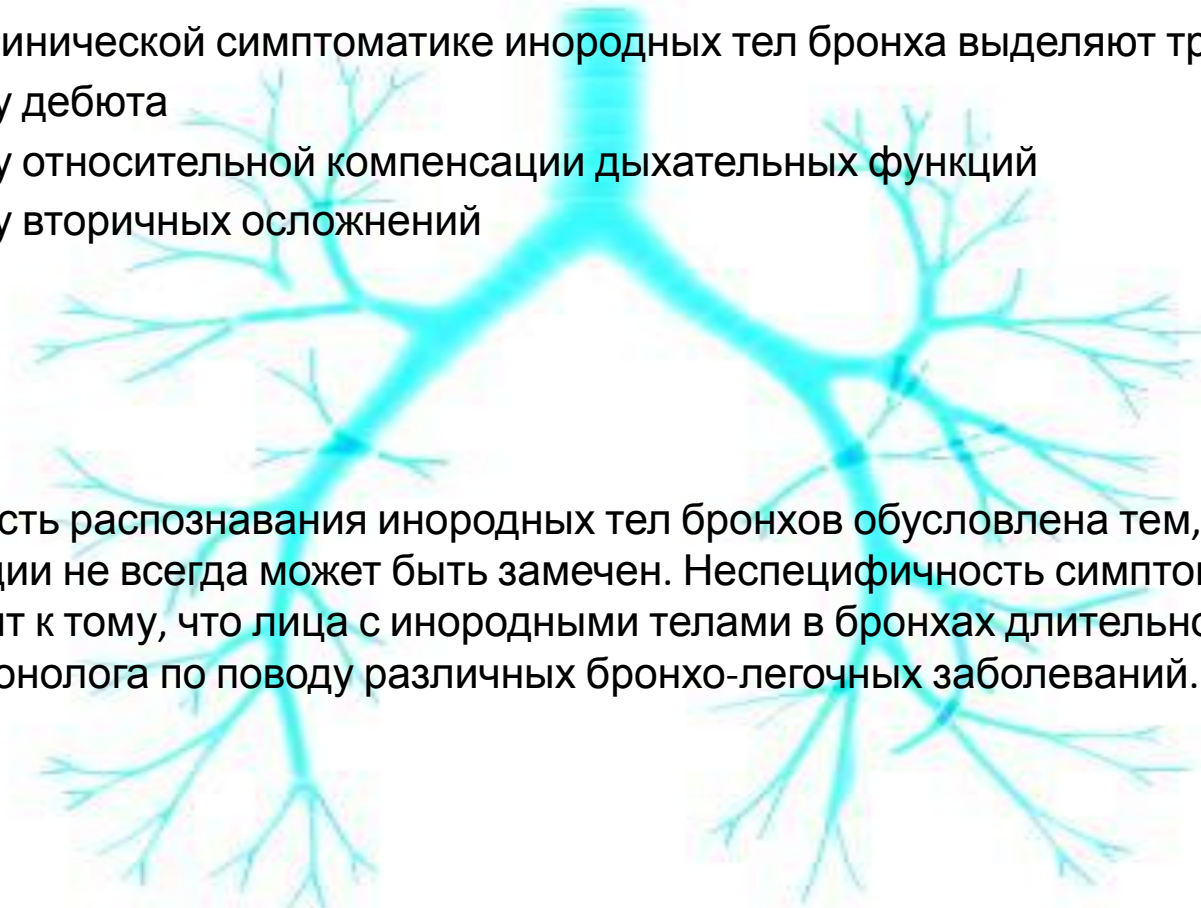 инической симптоматике инородных тел бронха выделяют тр
у дебюта
у относительной компенсации дыхательных функций
у вторичных осложнений
сть распознавания инородных тел бронхов обусловлена тем,
ции не всегда может быть замечен. Неспецифичность симпто
ит к тому, что лица с инородными телами в бронхах длительно
онолога по поводу различных бронхо-легочных заболеваний.